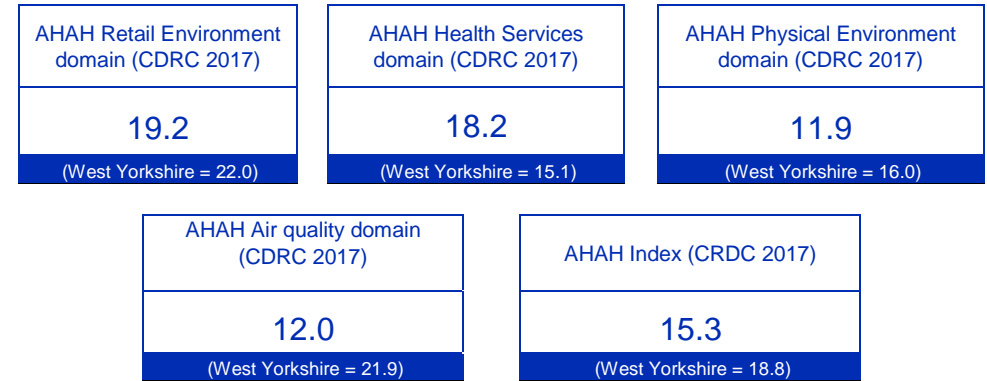 AHAH Retail Environment
domain (CDRC 2017)
19.2
(West Yorkshire = 22.0)
AHAH Health Services
domain (CDRC 2017)
18.2
(West Yorkshire = 15.1)
AHAH Physical Environment
domain (CDRC 2017)
11.9
(West Yorkshire = 16.0)
AHAH Air quality domain
(CDRC 2017)
12.0
(West Yorkshire = 21.9)
AHAH Index (CRDC 2017)
15.3
(West Yorkshire = 18.8)